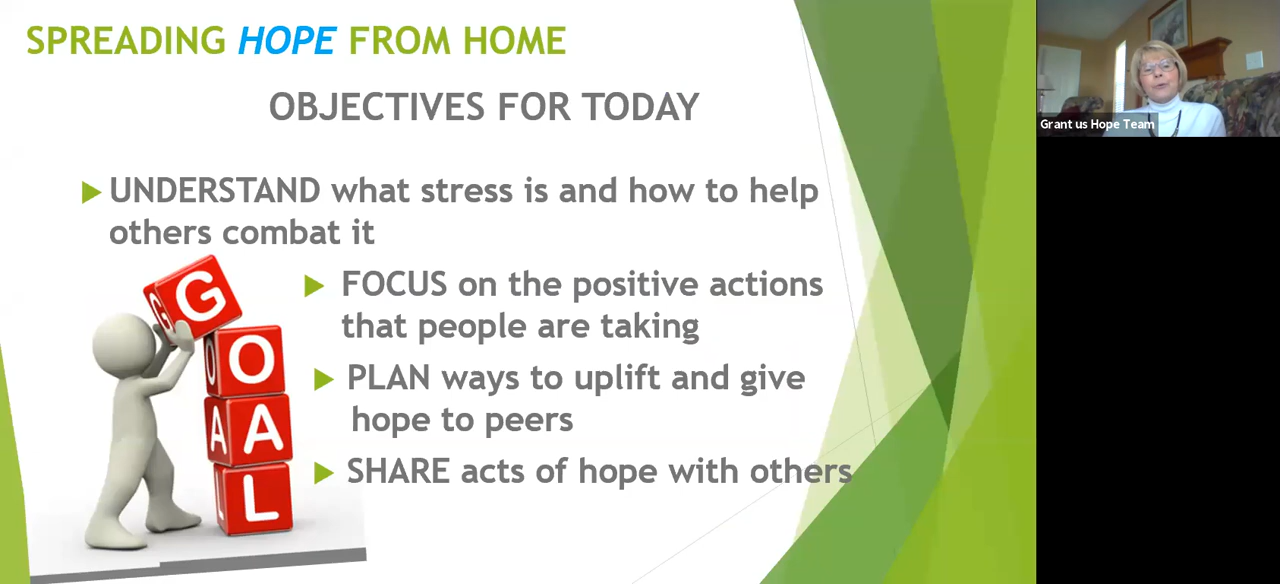 SPREADING HOPE FROM HOME
OBJECTIVES FOR TODAY
UNDERSTAND what stress is and how to help
others combat it
FOCUS on the positive actions
that people are taking
PLAN ways to uplift and give
hope to peers
SHARE acts of hope with others
G G
O O
A A
L L
Grant us Hope Team